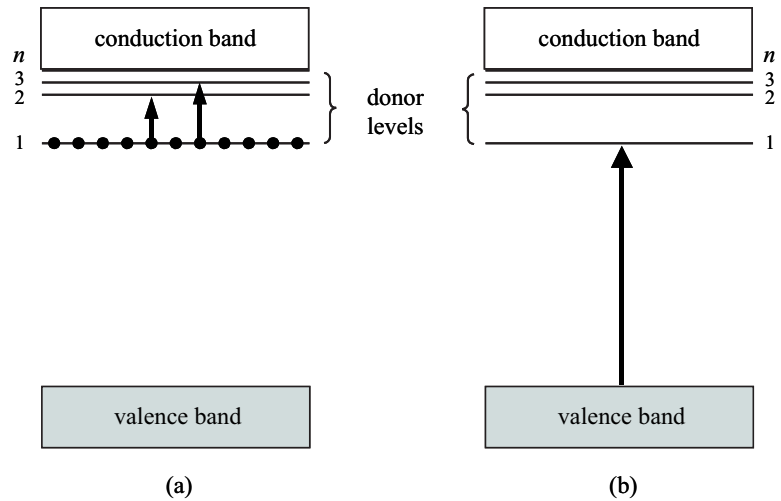 conduction band
conduction band
n
n
3
3
2
2
donor
levels
1
1
valence band
valence band
(a)
(b)